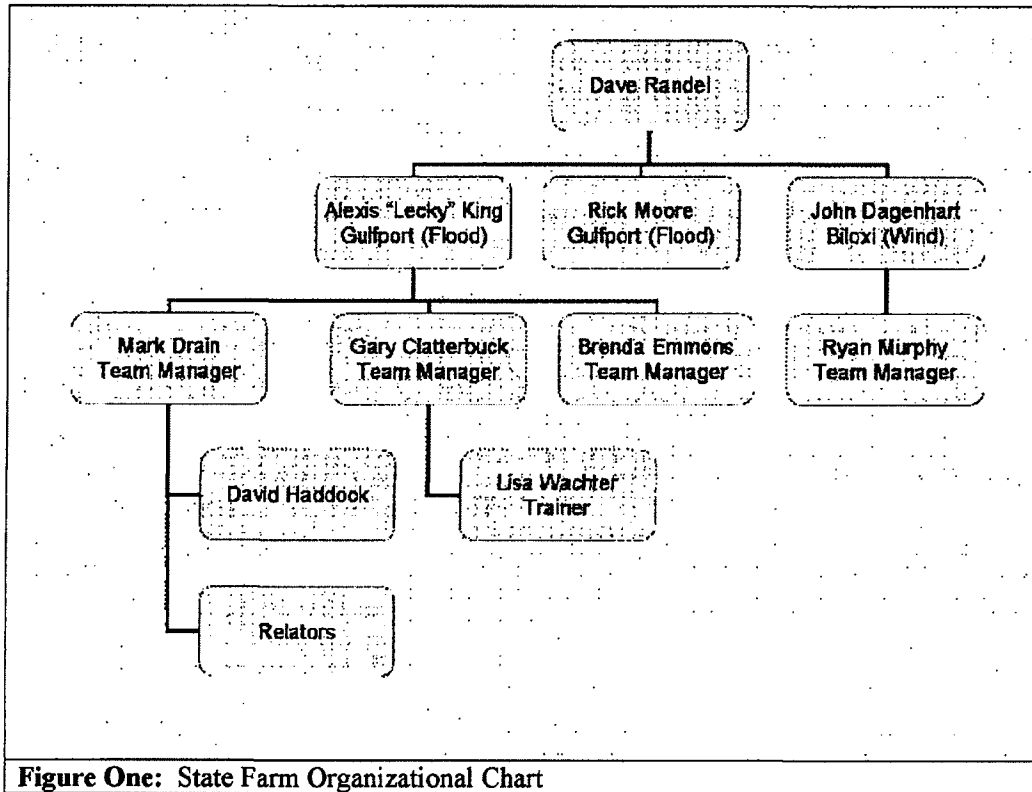 Dave Randel
Alexis "Lecky" King
Gulfport (Flood)
Rick Moore
Gulfport (Flood)
John Dagenhart
Biloxi (Wind)
Mark Drain
Team Manager
Gary Clatterbuck
Team Manager
Brenda Emmons
Team Manager
Ryan Murphy
Team Manager
David Haddock
Lisa Wachter
Trainer
Relators
Figure One: State Farm Organizational Chart